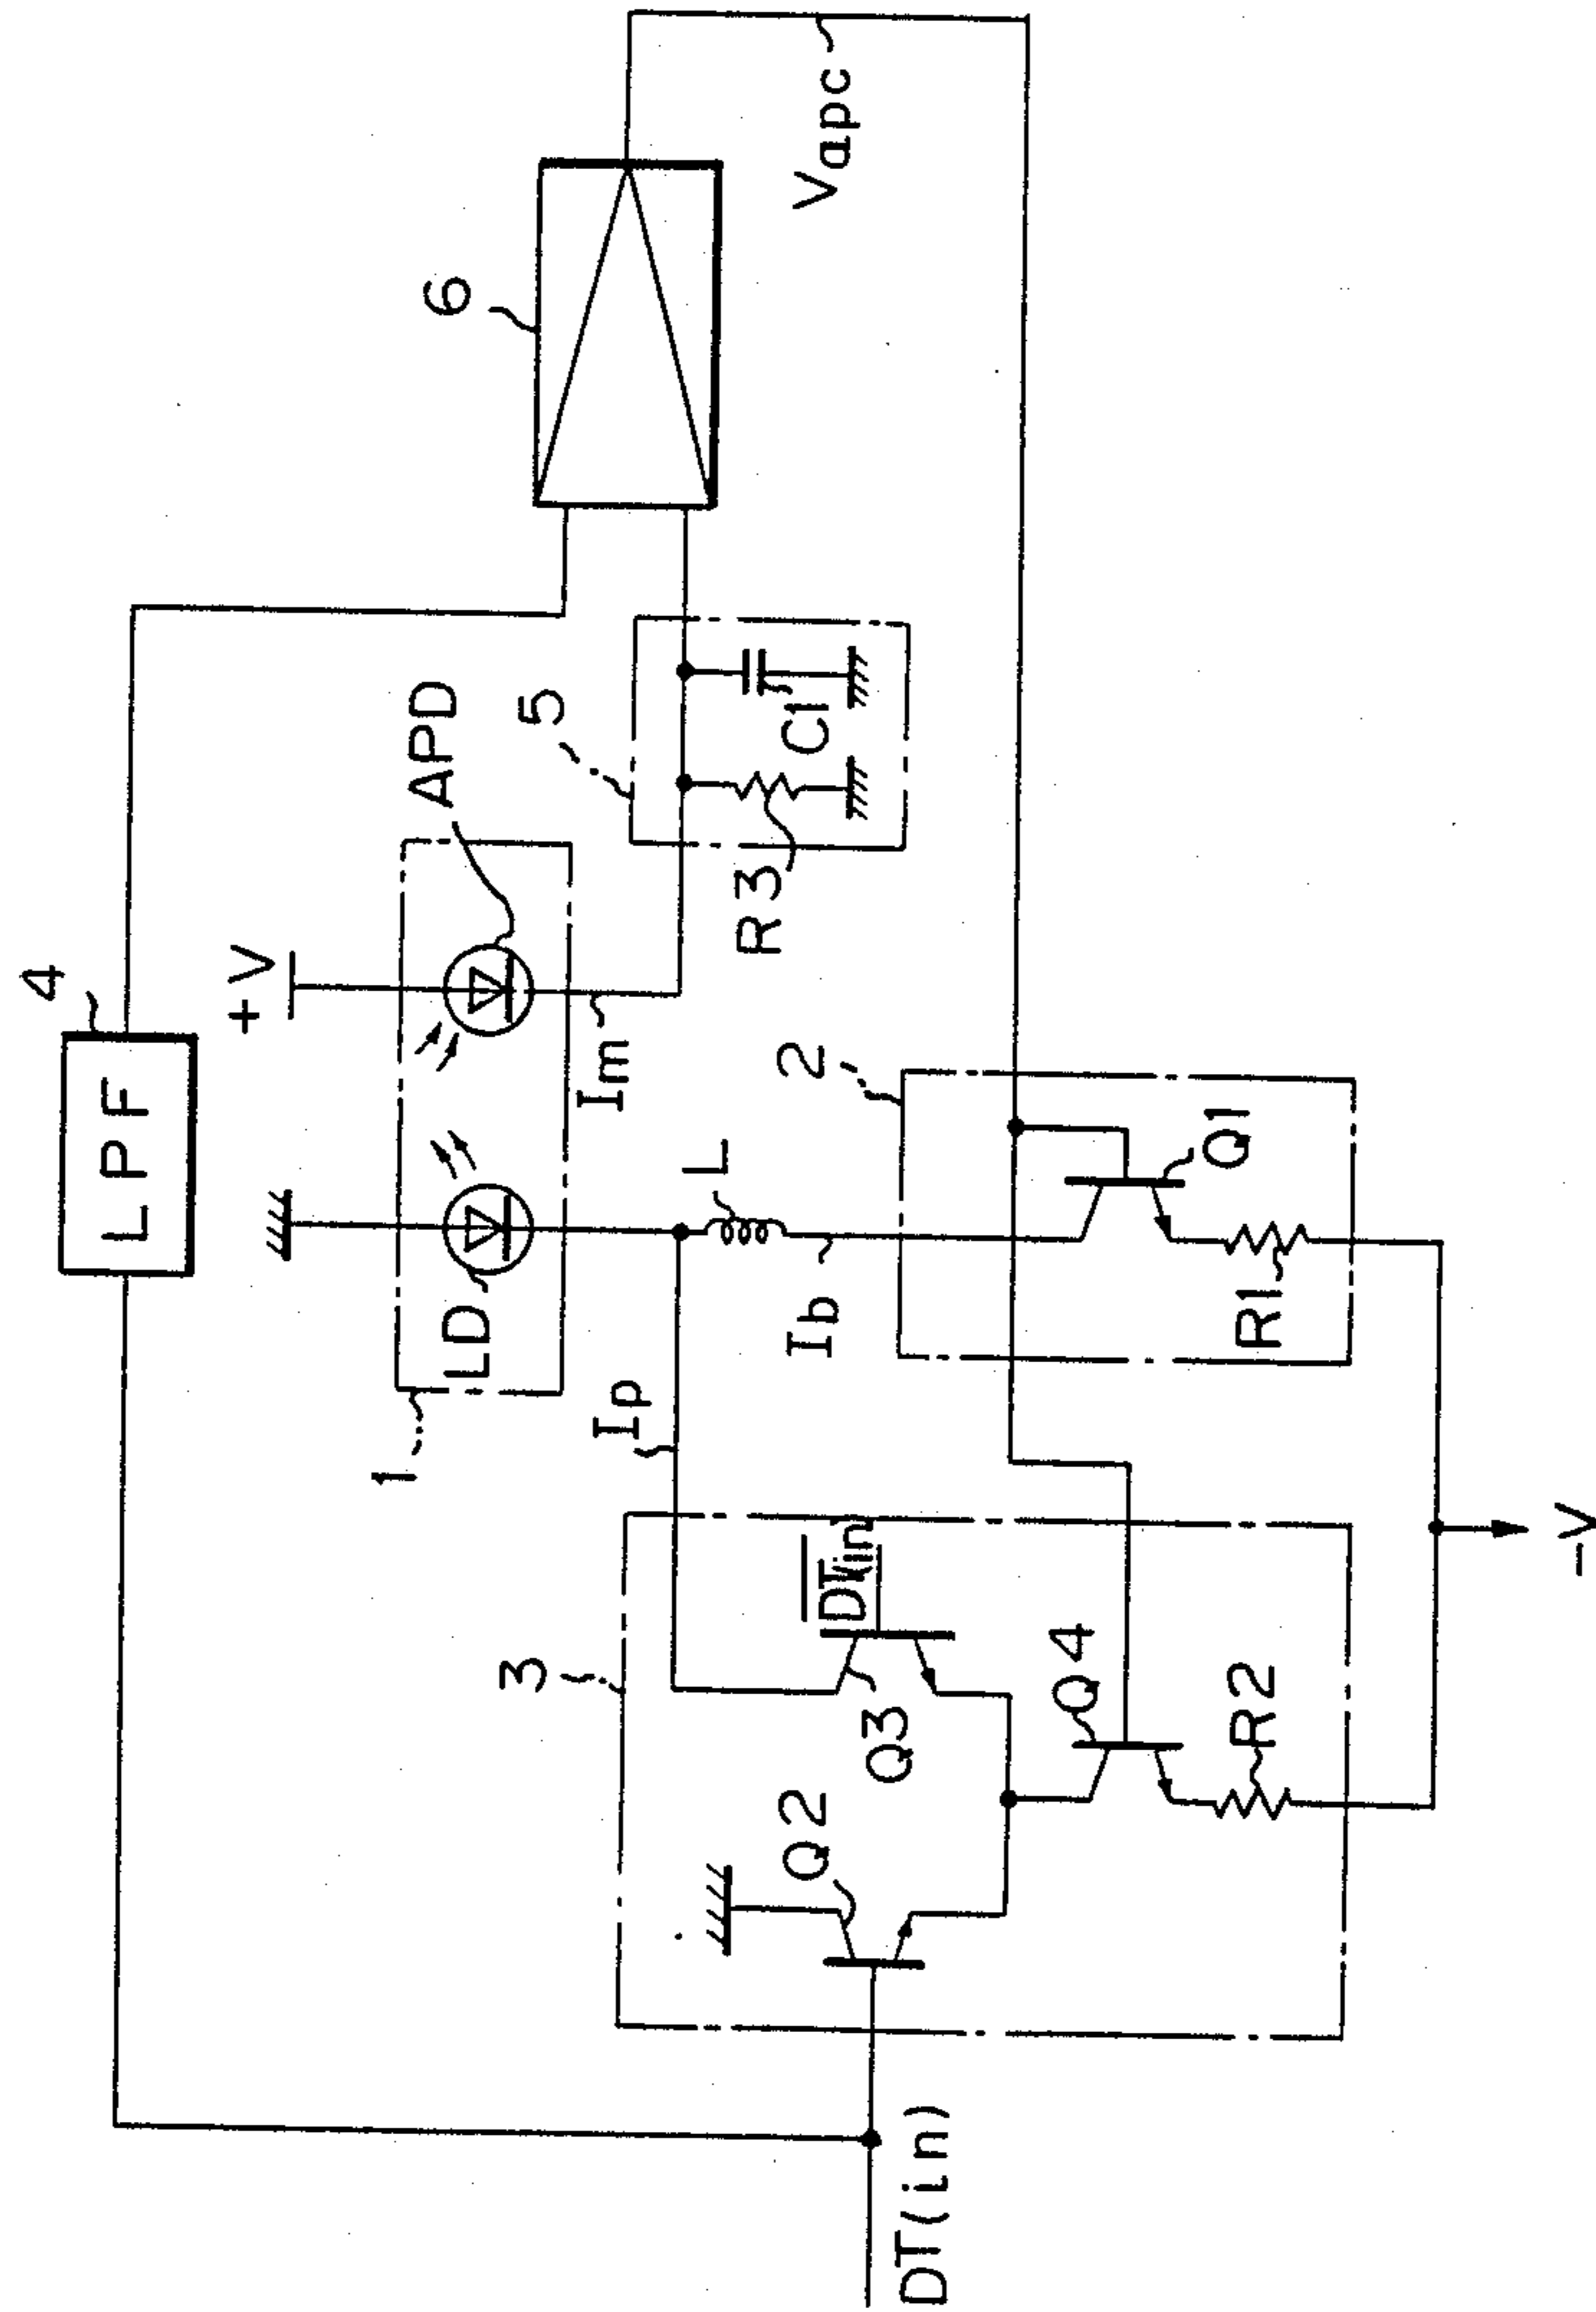 4
LPF
+V
6
APD
5
LD
1
Im
R3
C1
Vapc
L
Ip
Ib
2
Q1
R1
3
DT(in)
Q2
Q3
Q4
R2
DT(in)
-V